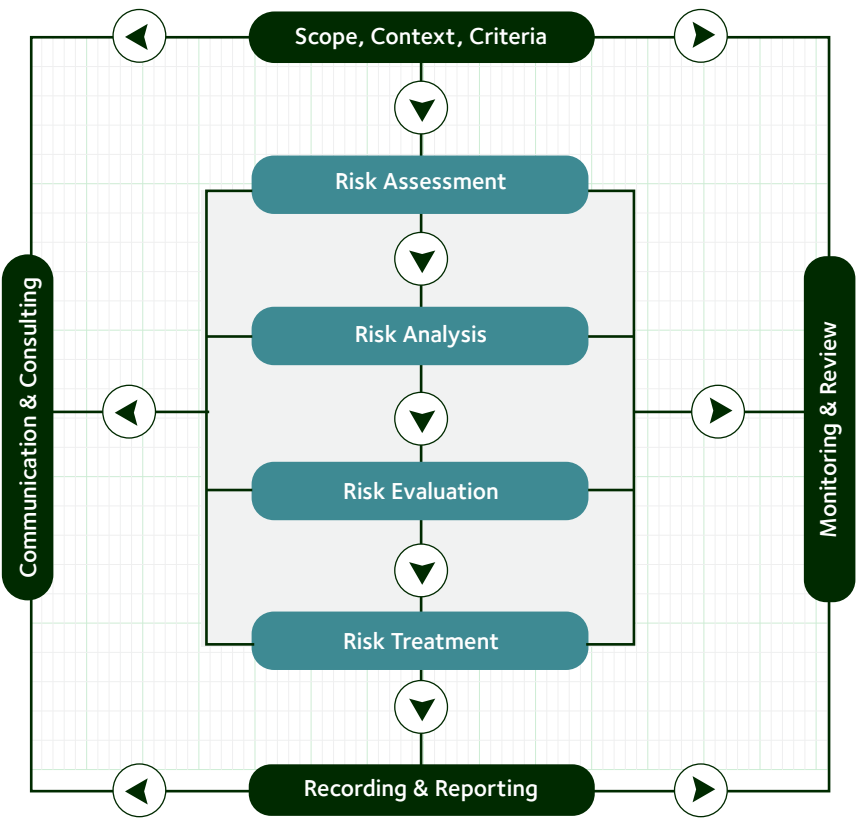 Scope, Context, Criteria
Risk Assessment
Risk Analysis
Communication & Consulting
Monitoring & Review
Risk Evaluation
Risk Treatment
Recording & Reporting